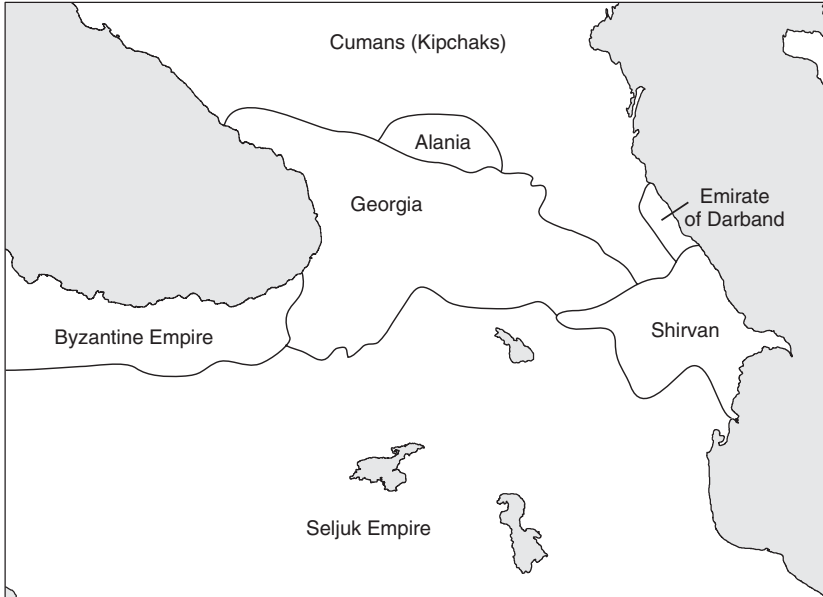 Cumans (Kipchaks)
Alania
Georgia
Emirate
of Darband
Byzantine Empire
Shirvan
Seljuk Empire